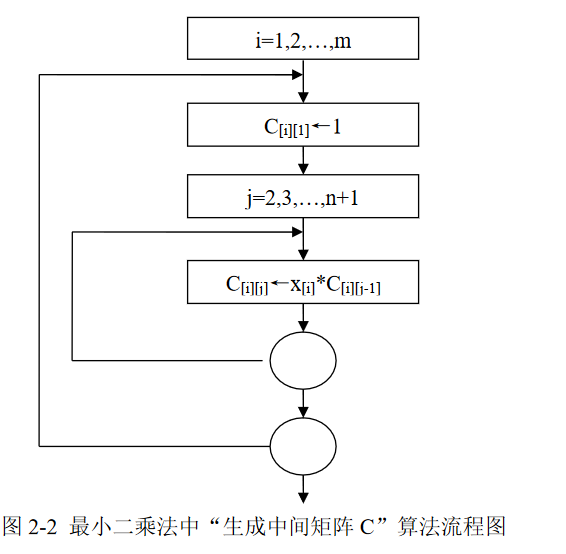 i=1,2,…,m
C[i][1]←1
j=2,3,…,n+1
C[i][j]←x[i]*C[i][j-1]
图 2-2 最小二乘法中“生成中间矩阵 C”算法流程图